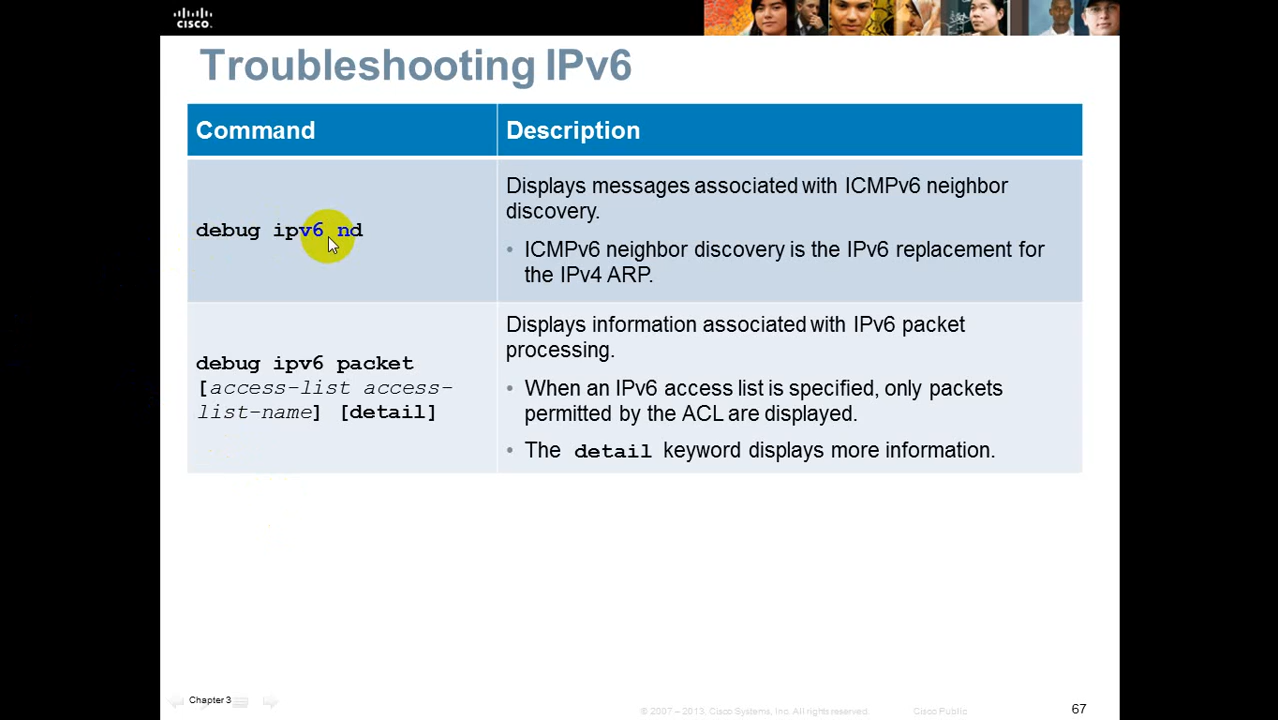 CISCO.
Troubleshooting IPv6
Command
Description
debug ipv6 nd
Displays messages associated with ICMPv6 neighbor
discovery.
• ICMPv6 neighbor discovery is the IPv6 replacement for
the IPv4 ARP.
debug ipv6 packet
[access-list access-
list-name] [detail]
Displays information associated with IPv6 packet
processing.
• When an IPv6 access list is specified, only packets
permitted by the ACL are displayed.
• The detail keyword displays more information.
Chapter 3
© 2007 – 2013, Cisco Systems, Inc. All rights reserved.
Cisco Public
67